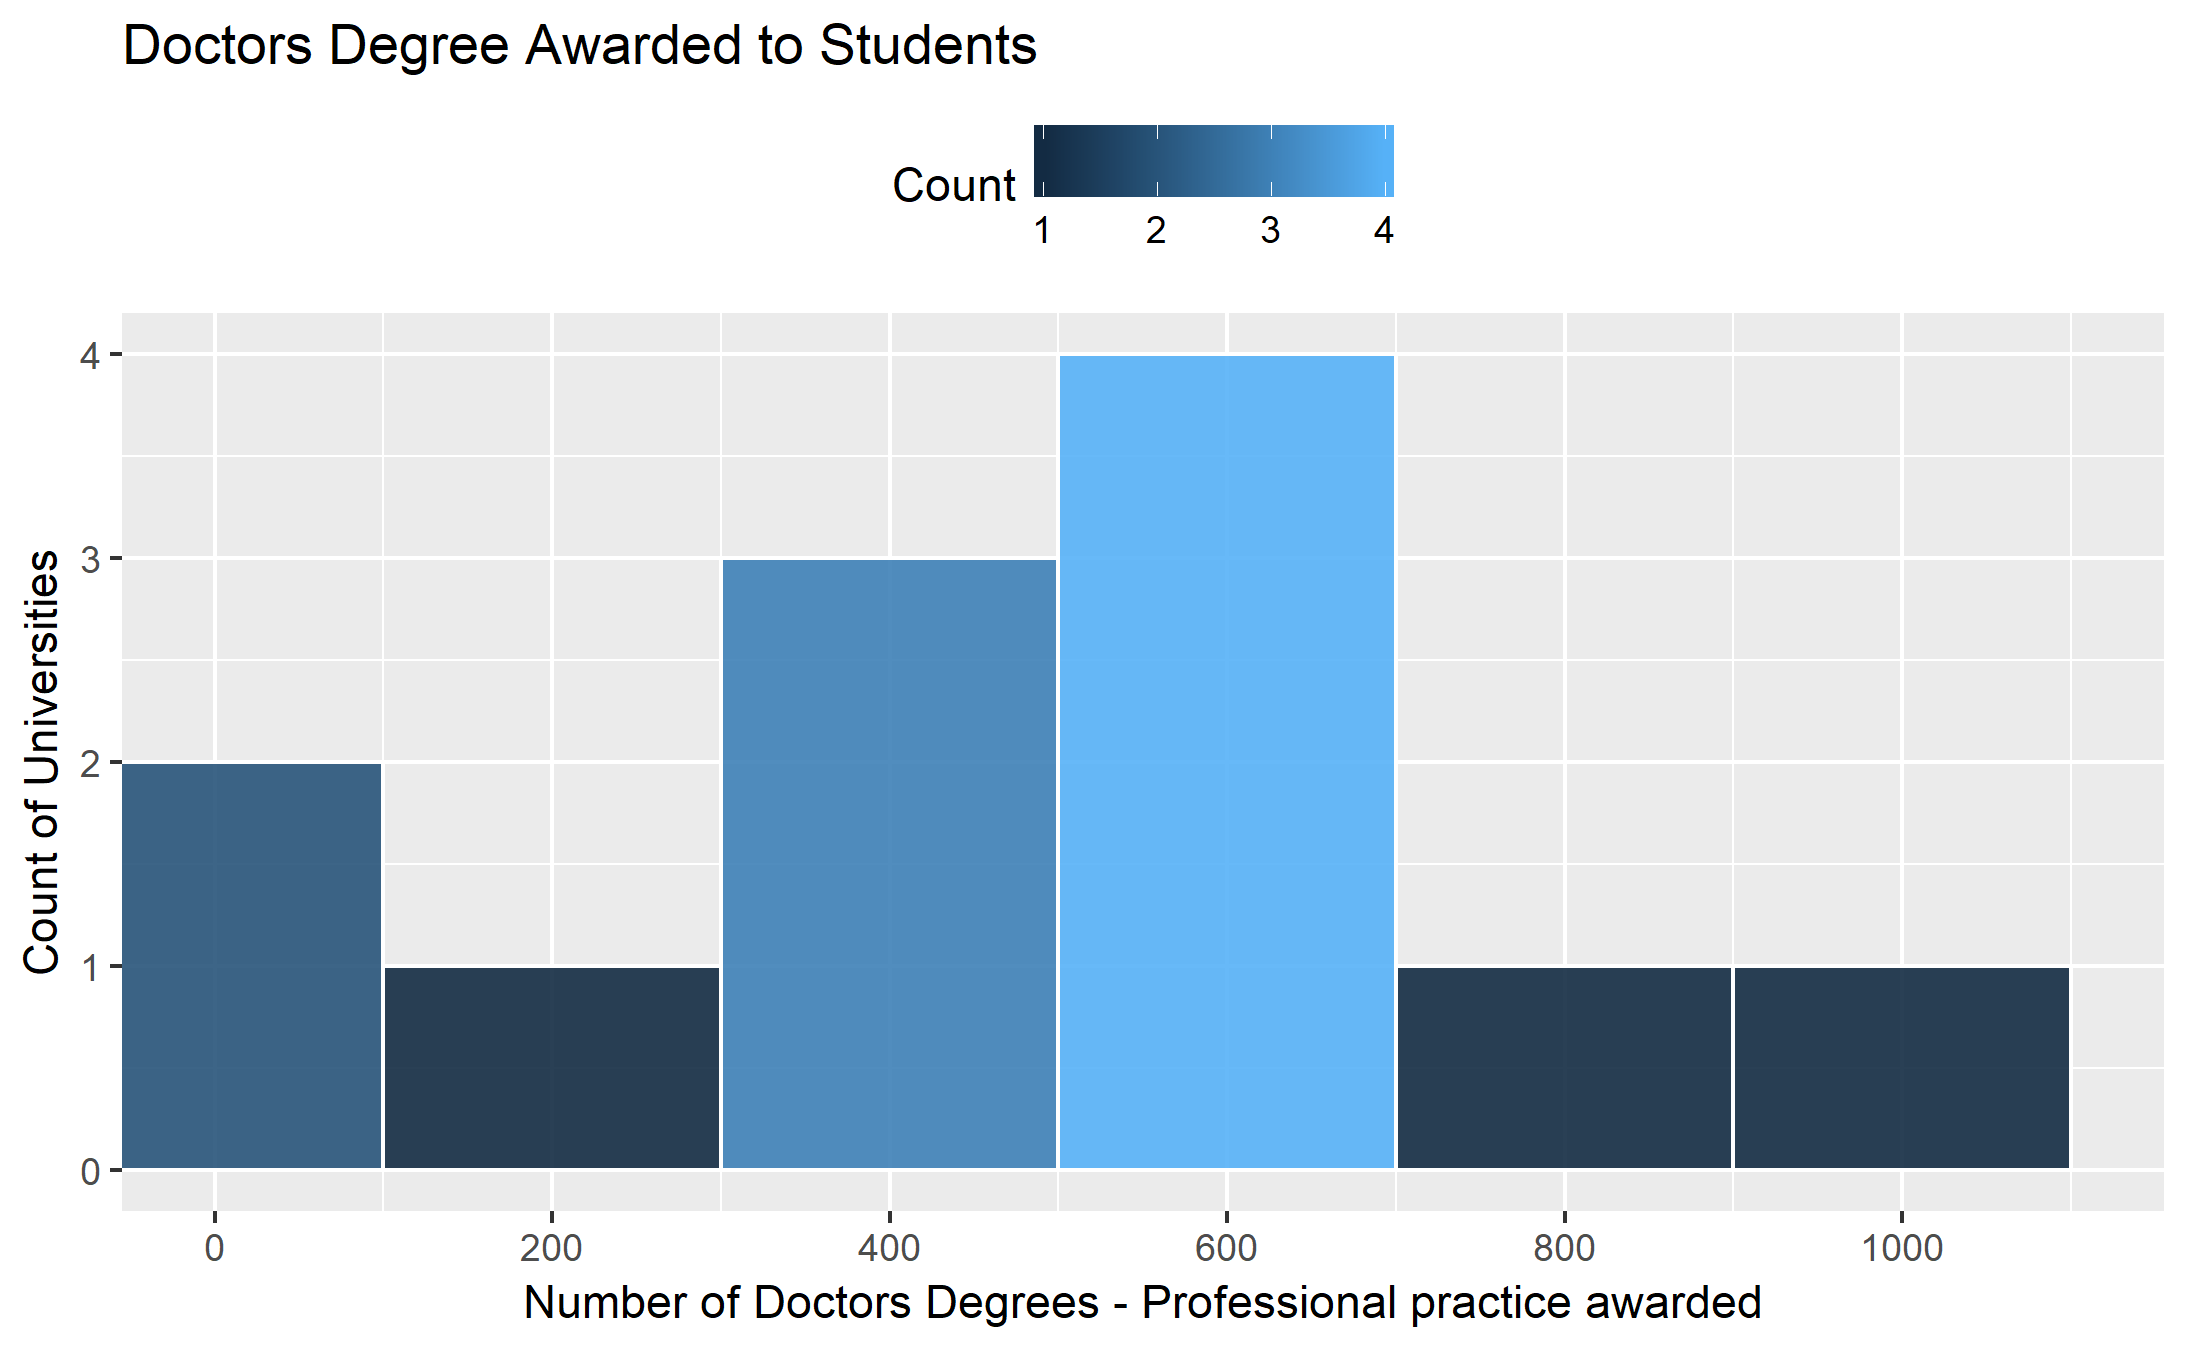 Doctors Degree Awarded to Students
Count
1 2 3 4
Count of Universities
4
3
2
1
0
0 200 400 600 800 1000
Number of Doctors Degrees - Professional practice awarded